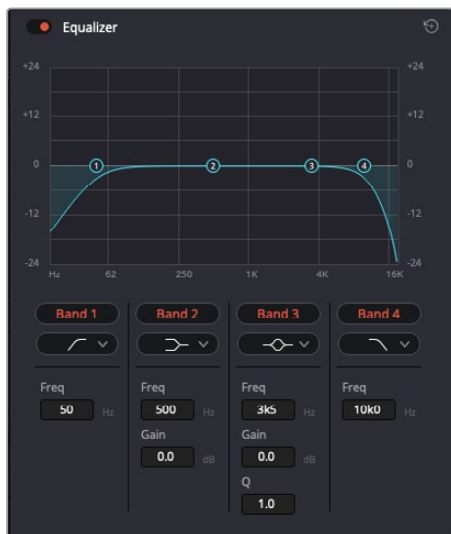 Equalizer
+24 +24
+12 +12
0 1 2 3 4 0
-12 -12
-24 -24
Hz 62 250 1K 4K 16K
Band 1 Band 2 Band 3 Band 4
Freq Freq Freq Freq
50 Hz 500 Hz 3k5 Hz 10k0 Hz
Gain Gain
0.0 dB 0.0 dB
Q
1.0